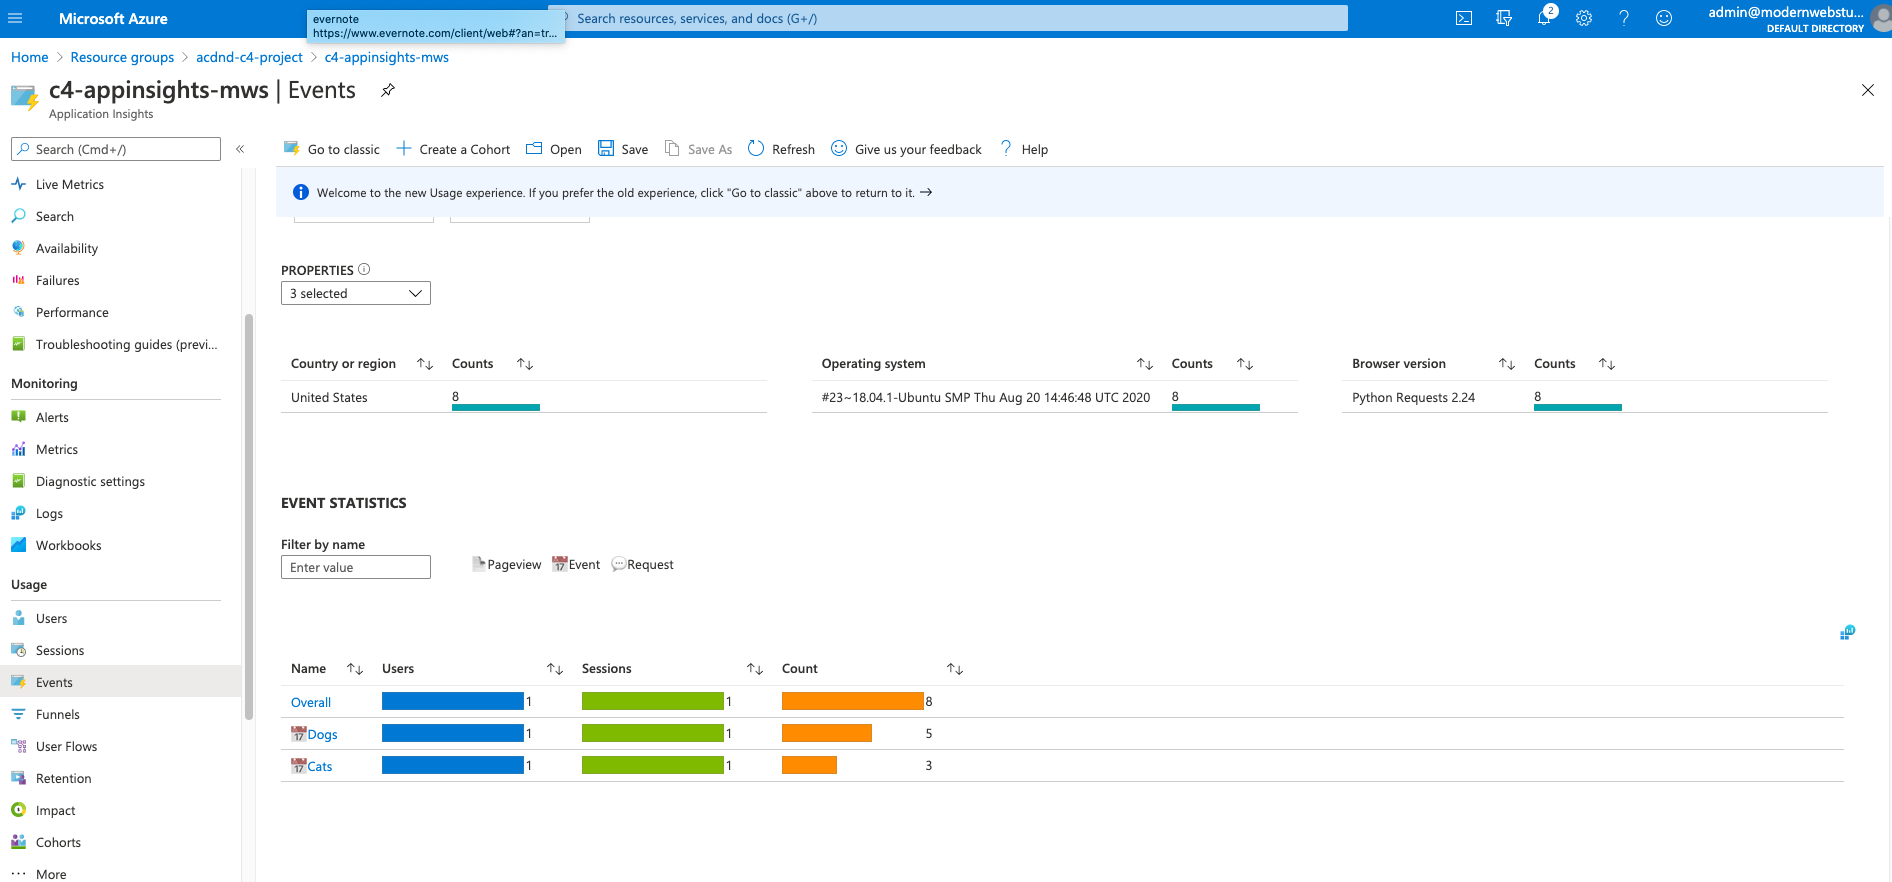 Microsoft Azure
evernote
https://www.evernote.com/client/web#?an=tr...
Search resources, services, and docs (G+/)
2
admin@modernwebstu...
DEFAULT DIRECTORY
Home > Resource groups > acdnd-c4-project > c4-appinsights-mws
c4-appinsights-mws | Events
Application Insights
Search (Cmd+/)
Go to classic Create a Cohort Open Save Save As Refresh Give us your feedback Help
Welcome to the new Usage experience. If you prefer the old experience, click "Go to classic" above to return to it. →
Live Metrics
Search
Availability
Failures
Performance
Troubleshooting guides (previ...
Monitoring
Alerts
Metrics
Diagnostic settings
Logs
Workbooks
Usage
Users
Sessions
Events
Funnels
User Flows
Retention
Impact
Cohorts
More
PROPERTIES
3 selected
Country or region Counts
United States 8
Operating system Counts
#23~18.04.1-Ubuntu SMP Thu Aug 20 14:46:48 UTC 2020 8
Browser version Counts
Python Requests 2.24 8
EVENT STATISTICS
Filter by name
Enter value
Pageview 17 Event Request
Name Users Sessions Count
Overall 1 1 8
17 Dogs 1 1 5
17 Cats 1 1 3